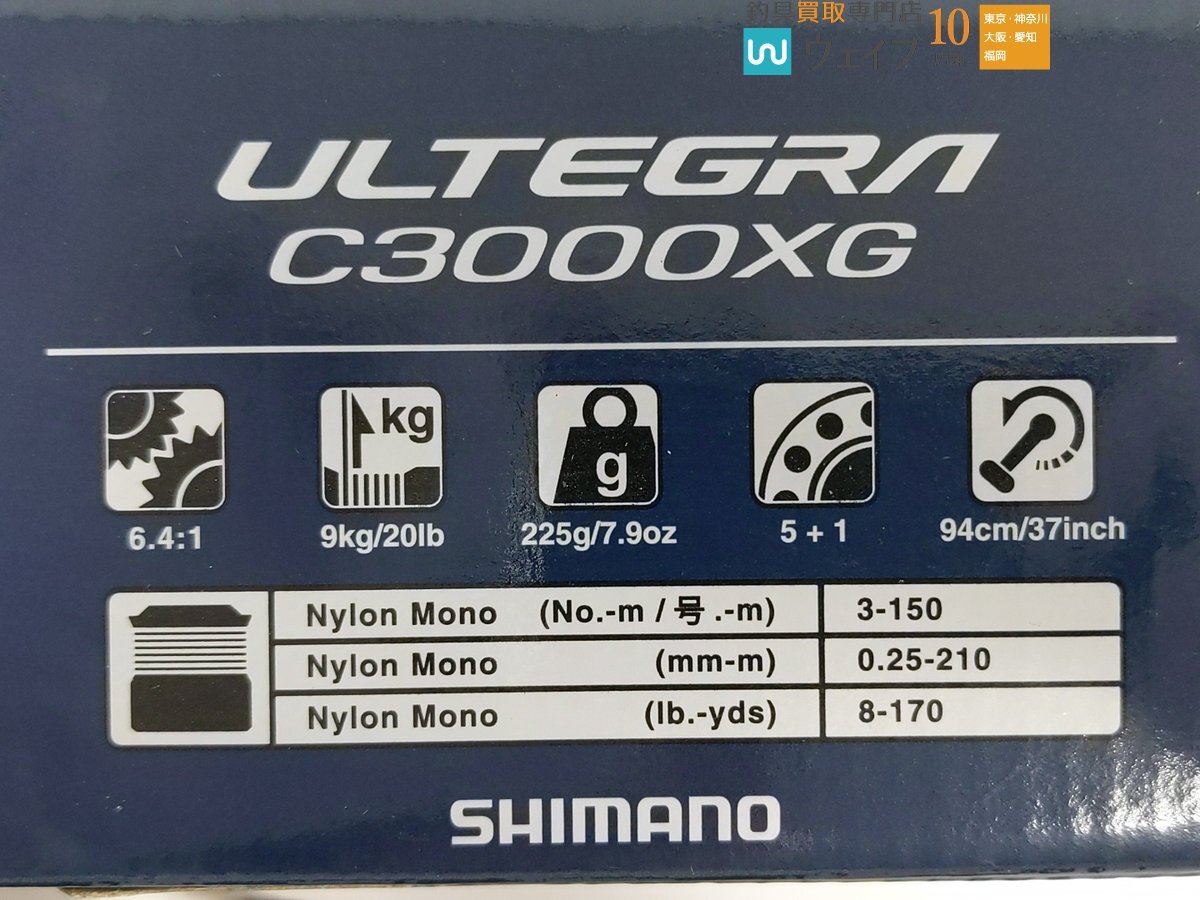 釣具買取専門店
ウェイブ
10
東京・神奈川
大阪・愛知
福岡
ULTEGRA
C3000XG
kg
g
6.4:1
9kg/20lb
225g/7.9oz
5 + 1
94cm/37inch
Nylon Mono (No.-m / 号 .-m) 3-150
Nylon Mono (mm-m) 0.25-210
Nylon Mono (lb.-yds) 8-170
SHIMANO